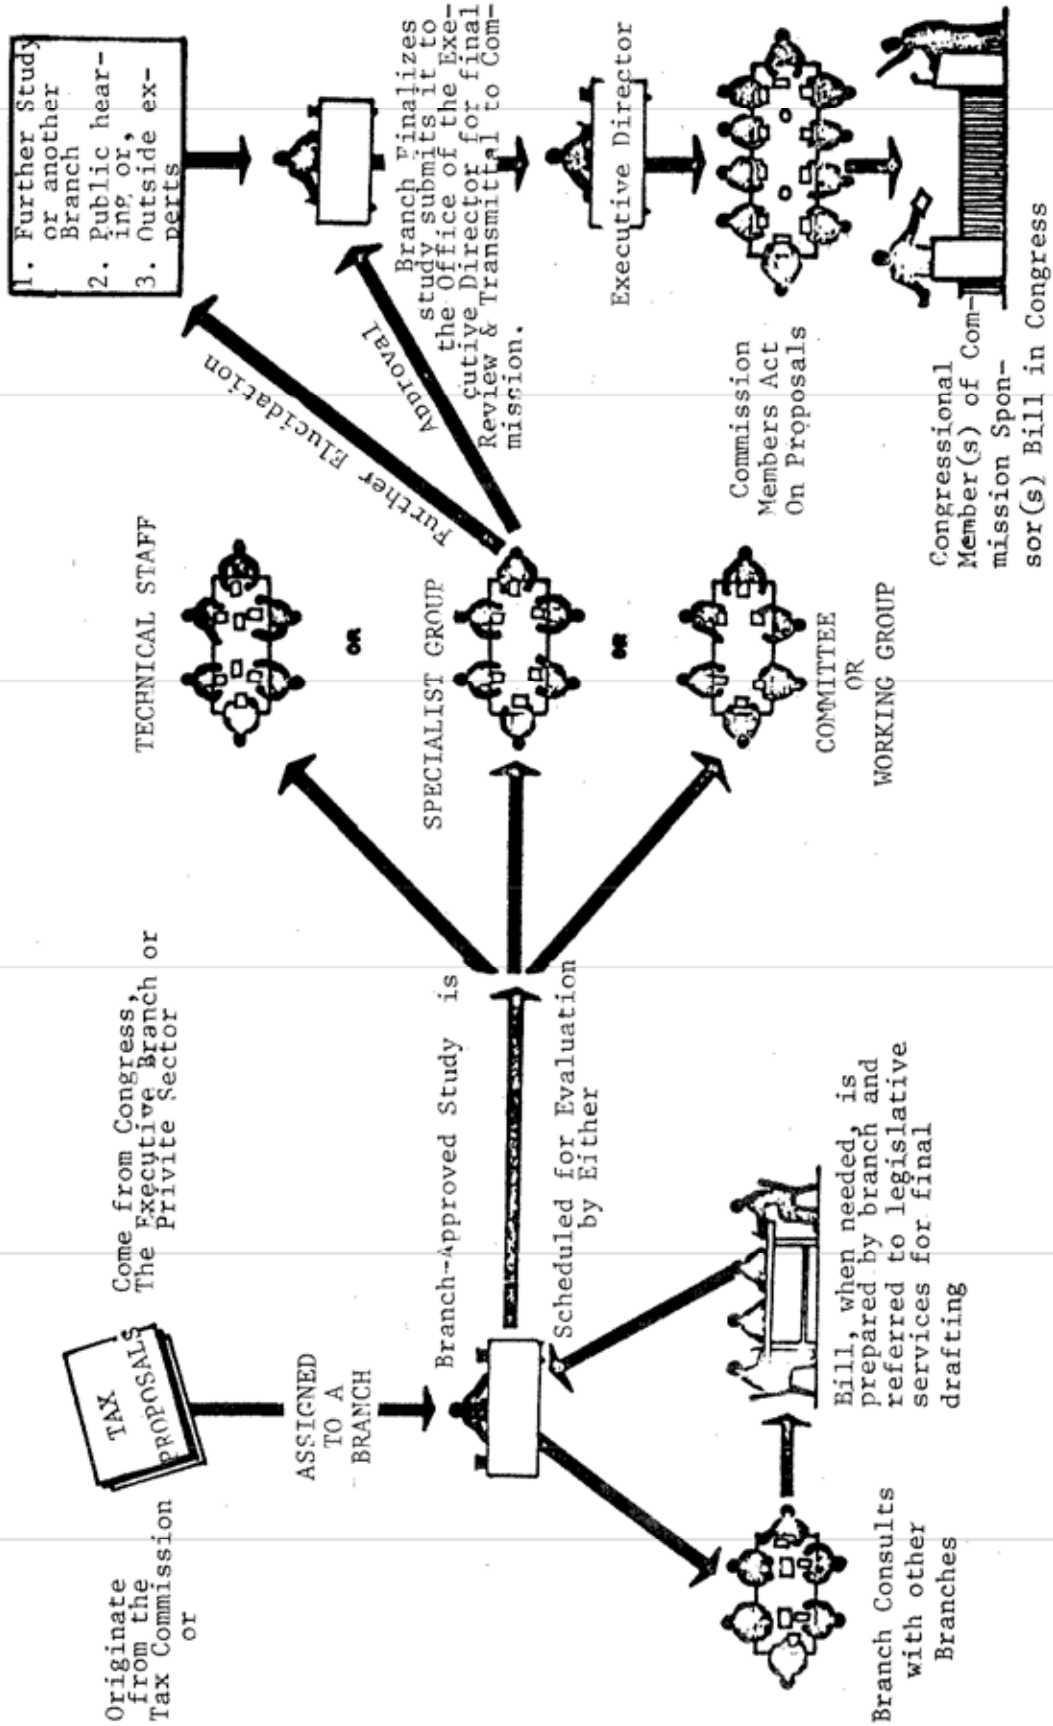 Originate
from the
Tax Commission
or
TAX
PROPOSALS
Come from Congress,
The Executive Branch or
Privite Sector
ASSIGNED
TO A
BRANCH
Branch-Approved Study is
Scheduled for Evaluation
by Either
Branch Consults
with other
Branches
Bill, when needed, is
prepared by branch and
referred to legislative
services for final
drafting
TECHNICAL STAFF
OR
SPECIALIST GROUP
OR
COMMITTEE
OR
WORKING GROUP
Further Elucidation
Approval
1. Further Study
or another
Branch
2. Public hear-
ing or,
3. Outside ex-
perts
Branch Finalizes
study submits it to
the Office of the Exe-
cutive Director for final
Review & Transmittal to Com-
mission.
Executive Director
Commission
Members Act
On Proposals
Congressional
Member(s) of Com-
mission Spon-
sor(s) Bill in Congress